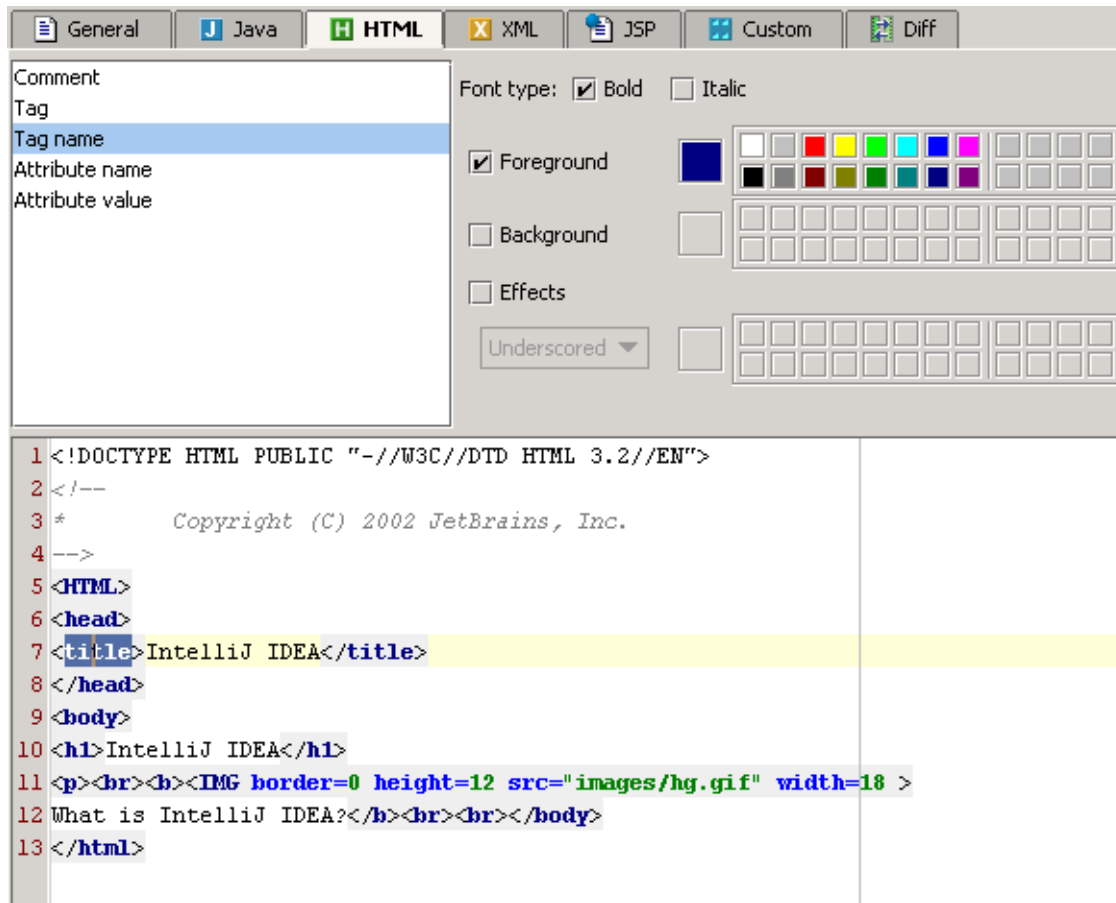 General Java HTML XML JSP Custom Diff
Comment
Tag
Tag name
Attribute name
Attribute value
Font type: Bold Italic
Foreground
Background
Effects
Underscored
1 <!DOCTYPE HTML PUBLIC "-//W3C//DTD HTML 3.2//EN">
2 <!--
3 * Copyright (C) 2002 JetBrains, Inc.
4 -->
5 <HTML>
6 <head>
7 <title>IntelliJ IDEA</title>
8 </head>
9 <body>
10 <h1>IntelliJ IDEA</h1>
11 <p><br><b><IMG border=0 height=12 src="images/hg.gif" width=18 >
12 What is IntelliJ IDEA?</b><br><br></body>
13 </html>